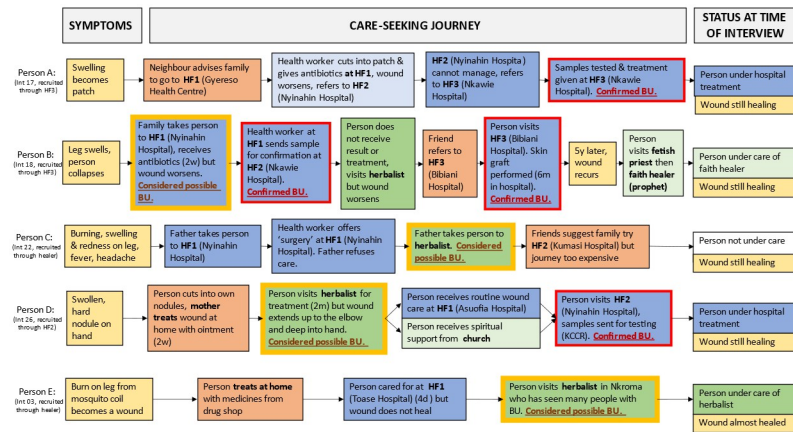 SYMPTOMS
CARE-SEEKING JOURNEY
STATUS AT TIME
OF INTERVIEW
Person A:
(Int 17, recruited
through HF3)
Swelling
becomes
patch
Neighbour advises family
to go to HF1 (Gyereso
Health Centre)
Health worker cuts into patch &
gives antibiotics at HF1, wound
worsens, refers to HF2
(Nyinahin Hospital)
HF2 (Nyinahin Hospita)
cannot manage, refers
to HF3 (Nkawie
Hospital)
Samples tested & treatment
given at HF3 (Nkawie
Hospital). Confirmed BU.
Person under hospital
treatment
Wound still healing
Person B:
(Int 18, recruited
through HF3)
Leg swells,
person
collapses
Family takes person
to HF1 (Nyinahin
Hospital), receives
antibiotics (2w) but
wound worsens.
Considered possible
BU.
Health worker at
HF1 sends sample
for confirmation at
HF2 (Nkawie
Hospital).
Confirmed BU.
Person does
not receive
result or
treatment,
visits herbalist
but wound
worsens
Friend
refers to
HF3
(Bibiani
Hospital)
Person visits
HF3 (Bibiani
Hospital). Skin
graft
performed (6m
in hospital).
Confirmed BU.
5y later,
wound
recurs
Person
visits fetish
priest then
faith healer
(prophet)
Person under care of
faith healer
Wound still healing
Person C:
(Int 22, recruited
through healer)
Burning, swelling
& redness on leg,
fever, headache
Father takes person
to HF1 (Nyinahin
Hospital)
Health worker offers
‘surgery’ at HF1 (Nyinahin
Hospital). Father refuses
care.
Father takes person to
herbalist. Considered
possible BU.
Friends suggest family try
HF2 (Kumasi Hospital) but
journey too expensive
Person not under care
Wound still healing
Person D:
(Int 26, recruited
through HF2)
Swollen,
hard
nodule on
hand
Person cuts into own
nodules, mother
treats wound at
home with ointment
(2w)
Person visits herbalist for
treatment (2m) but wound
extends up to the elbow
and deep into hand.
Considered possible BU.
Person receives routine wound
care at HF1 (Asuofia Hospital)
Person receives spiritual
support from church
Person visits HF2
(Nyinahin Hospital),
samples sent for testing
(KCCR). Confirmed BU.
Person under hospital
treatment
Wound still healing
Person E:
(Int 03, recruited
through healer)
Burn on leg from
mosquito coil
becomes a wound
Person treats at home
with medicines from
drug shop
Person cared for at HF1
(Toase Hospital) (4d ) but
wound does not heal
Person visits herbalist in Nkroma
who has seen many people with
BU. Considered possible BU.
Person under care of
herbalist
Wound almost healed